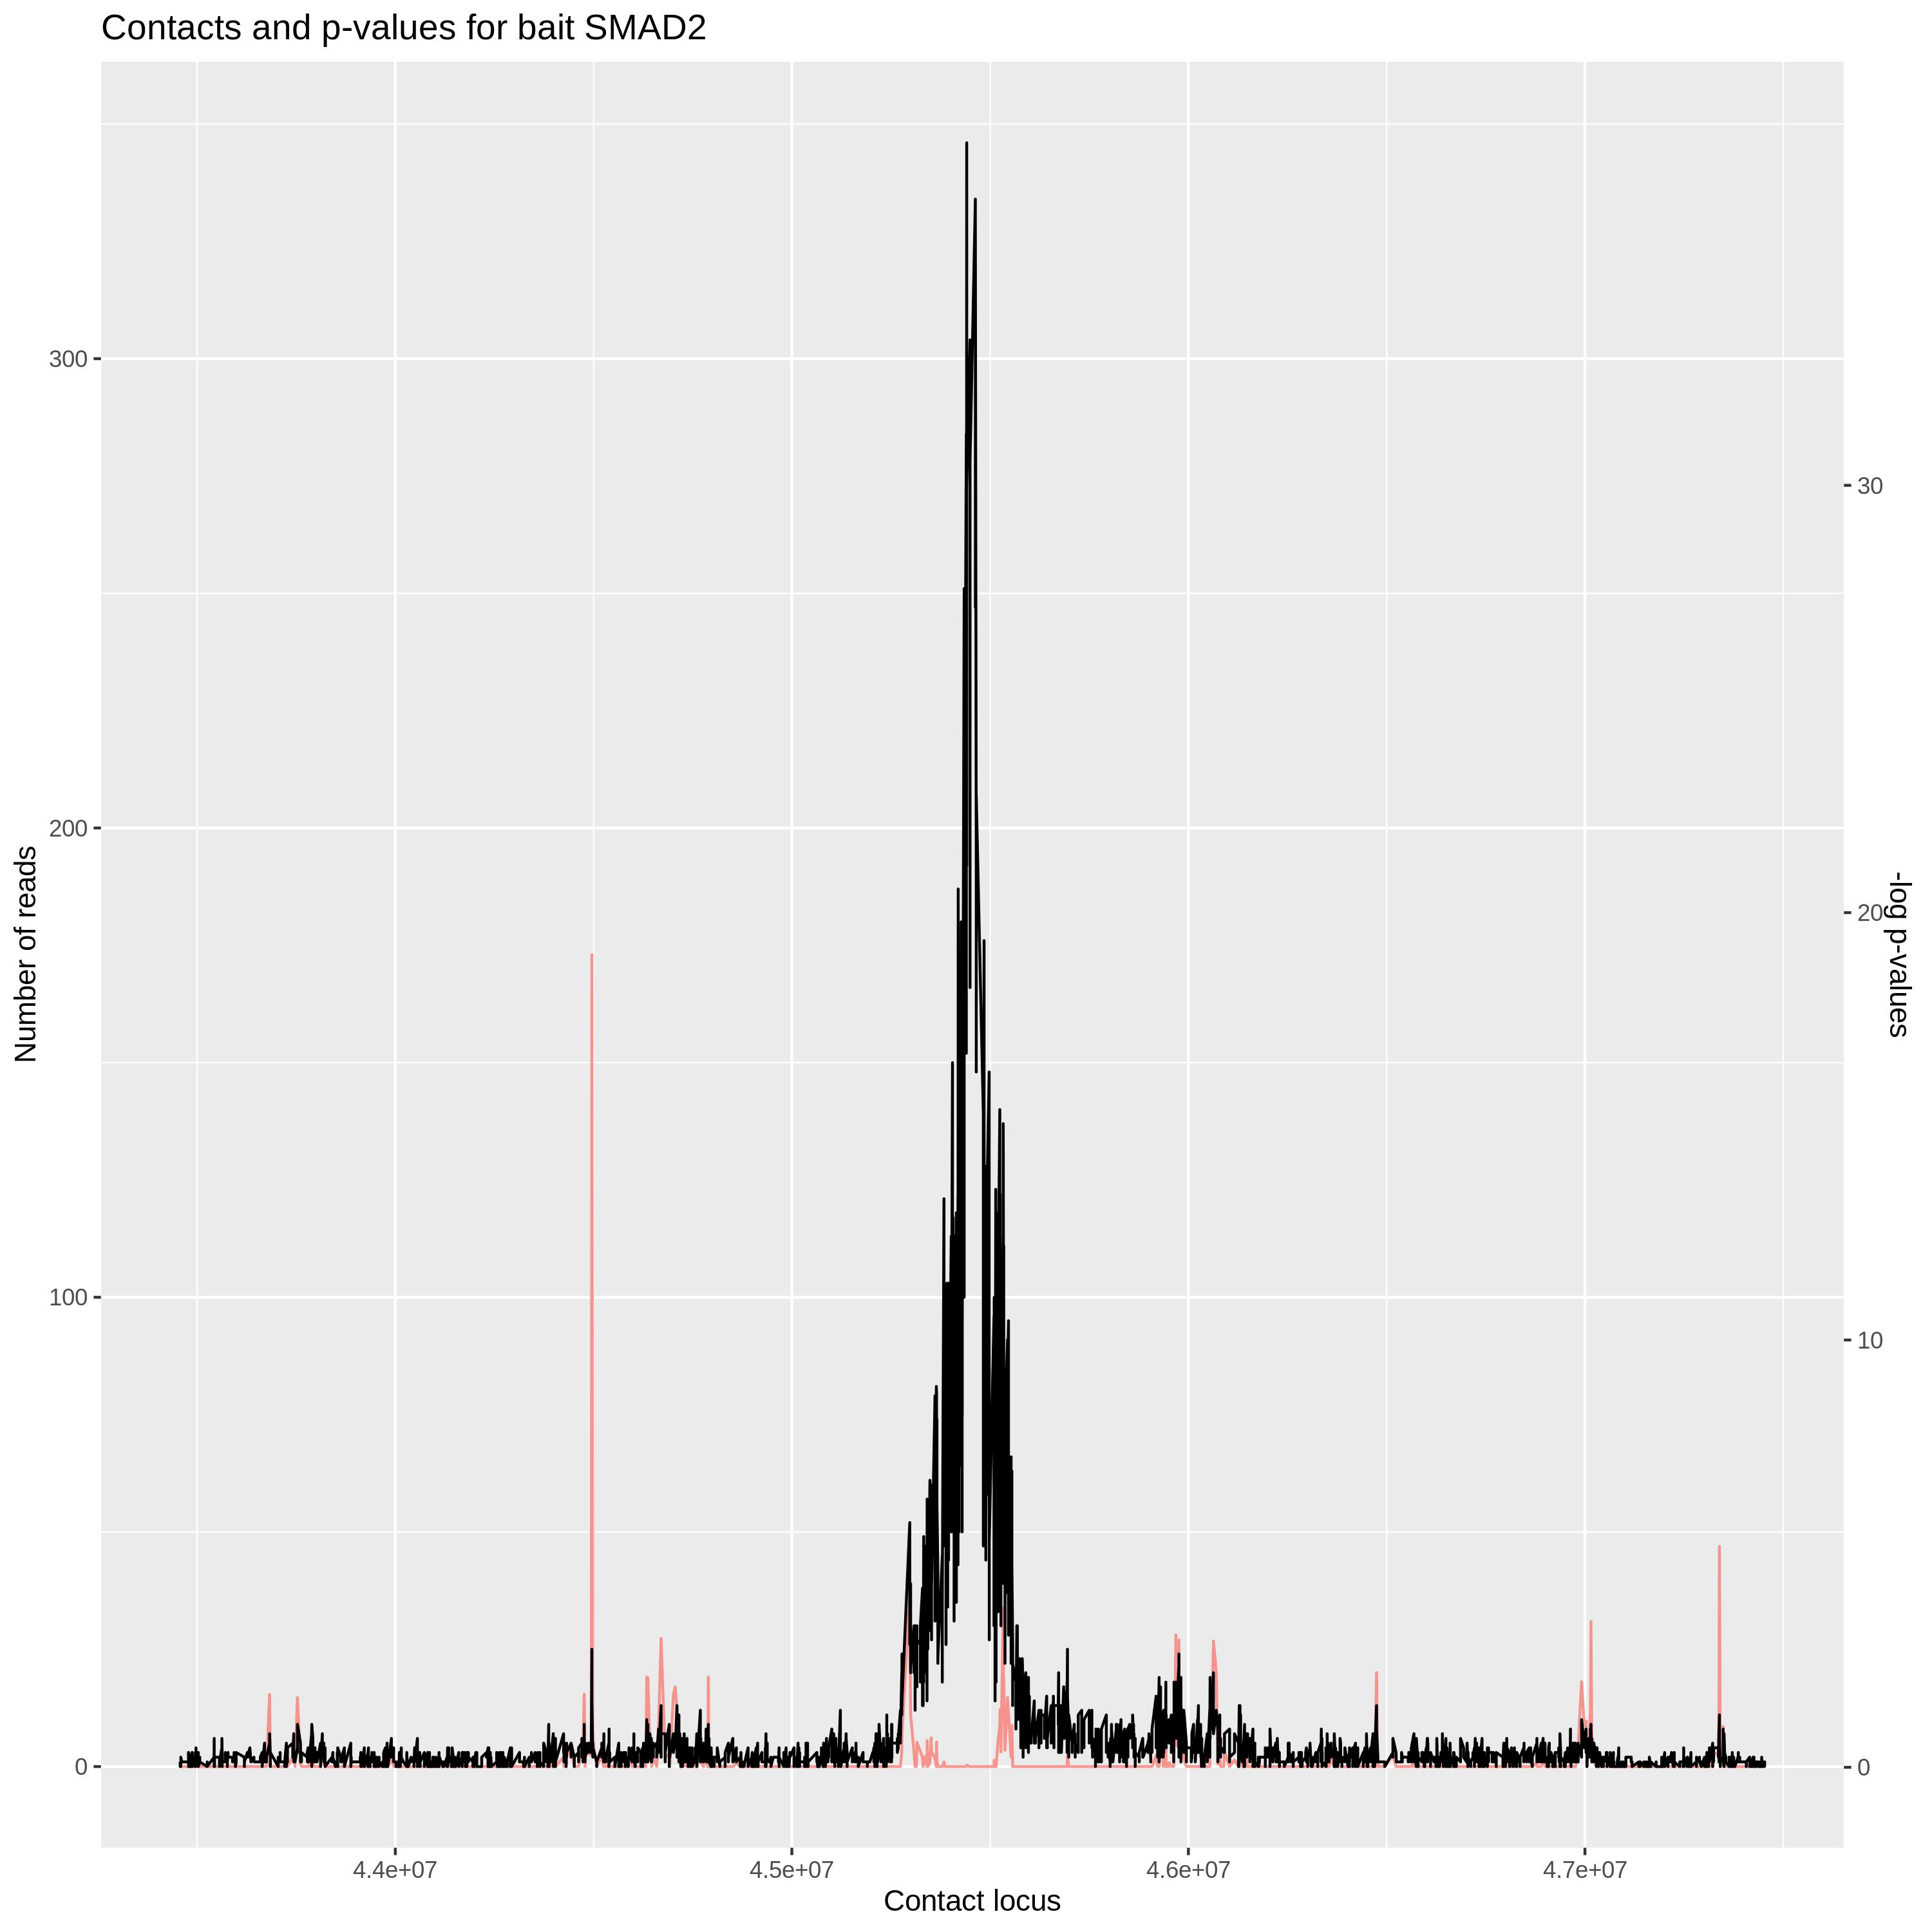 Contacts and p-values for bait SMAD2
300
200
100
0
Number of reads
30
20
10
0
-log p-values
4.4e+07
4.5e+07
4.6e+07
4.7e+07
Contact locus